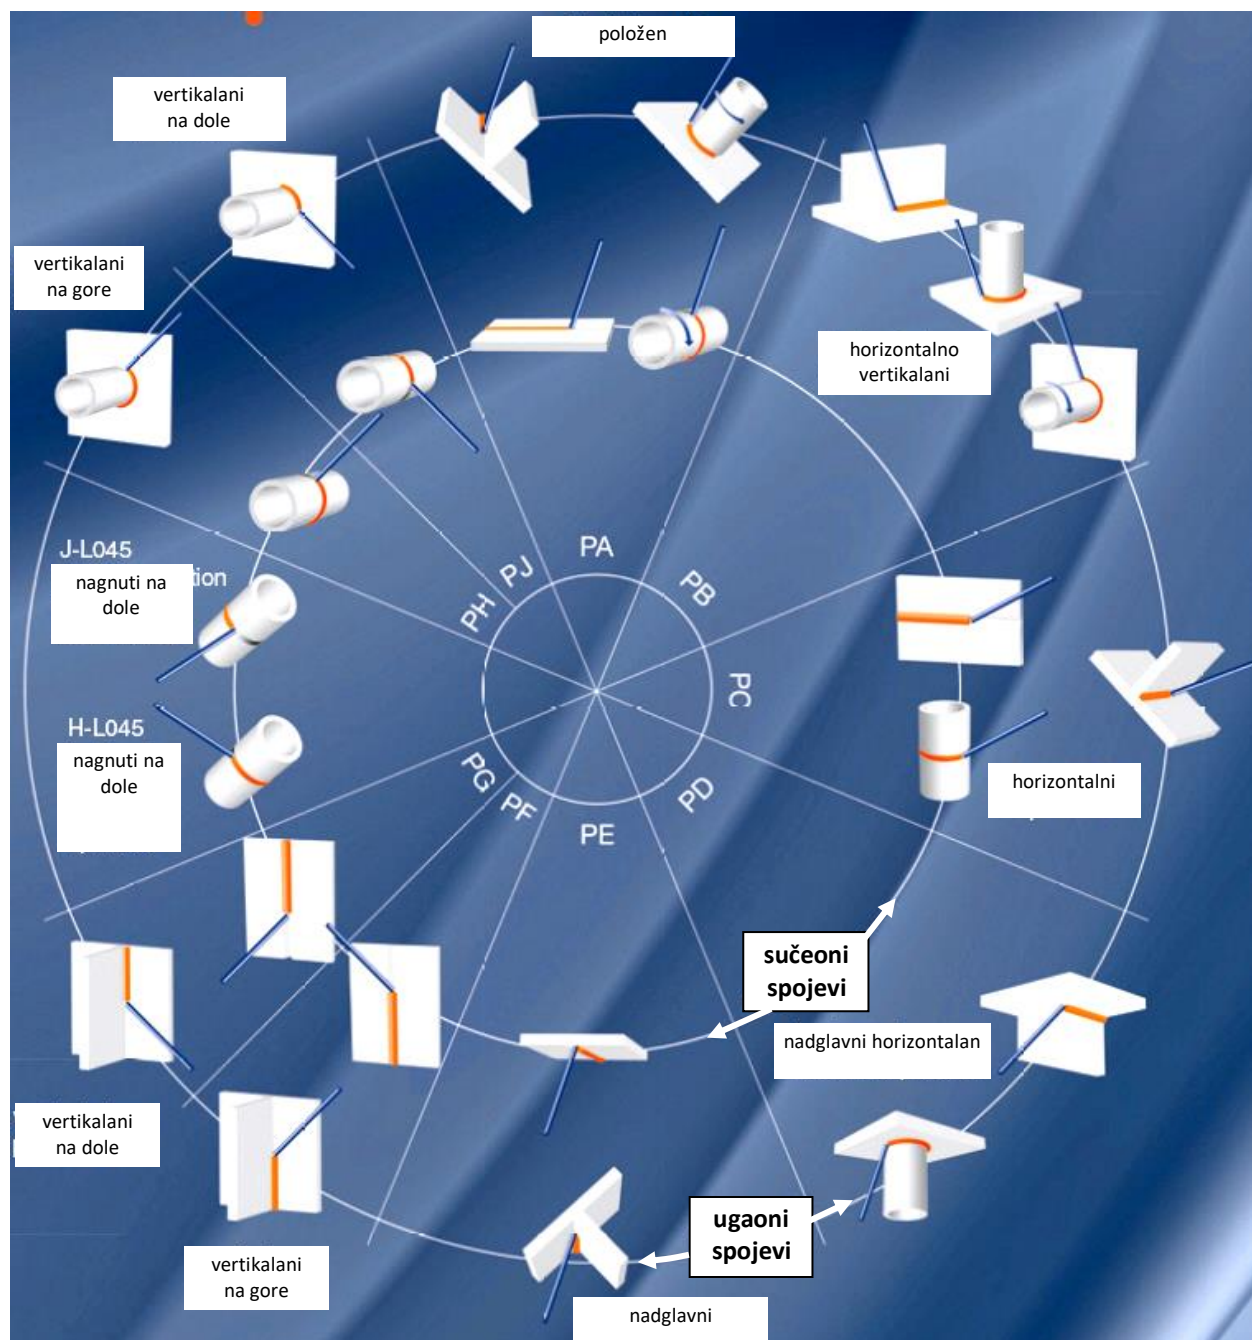 položen
vertikalani
na dole
vertikalani
na gore
horizontalno
vertikalani
J-L045
nagnuti na
dole
tion
PA
PB
PJ
PH
PC
H-L045
nagnuti na
dole
horizontalni
PG
PF
PE
PD
sučeoni
spojevi
nadglavni horizontalan
vertikalani
na dole
ugaoni
spojevi
vertikalani
na gore
nadglavni